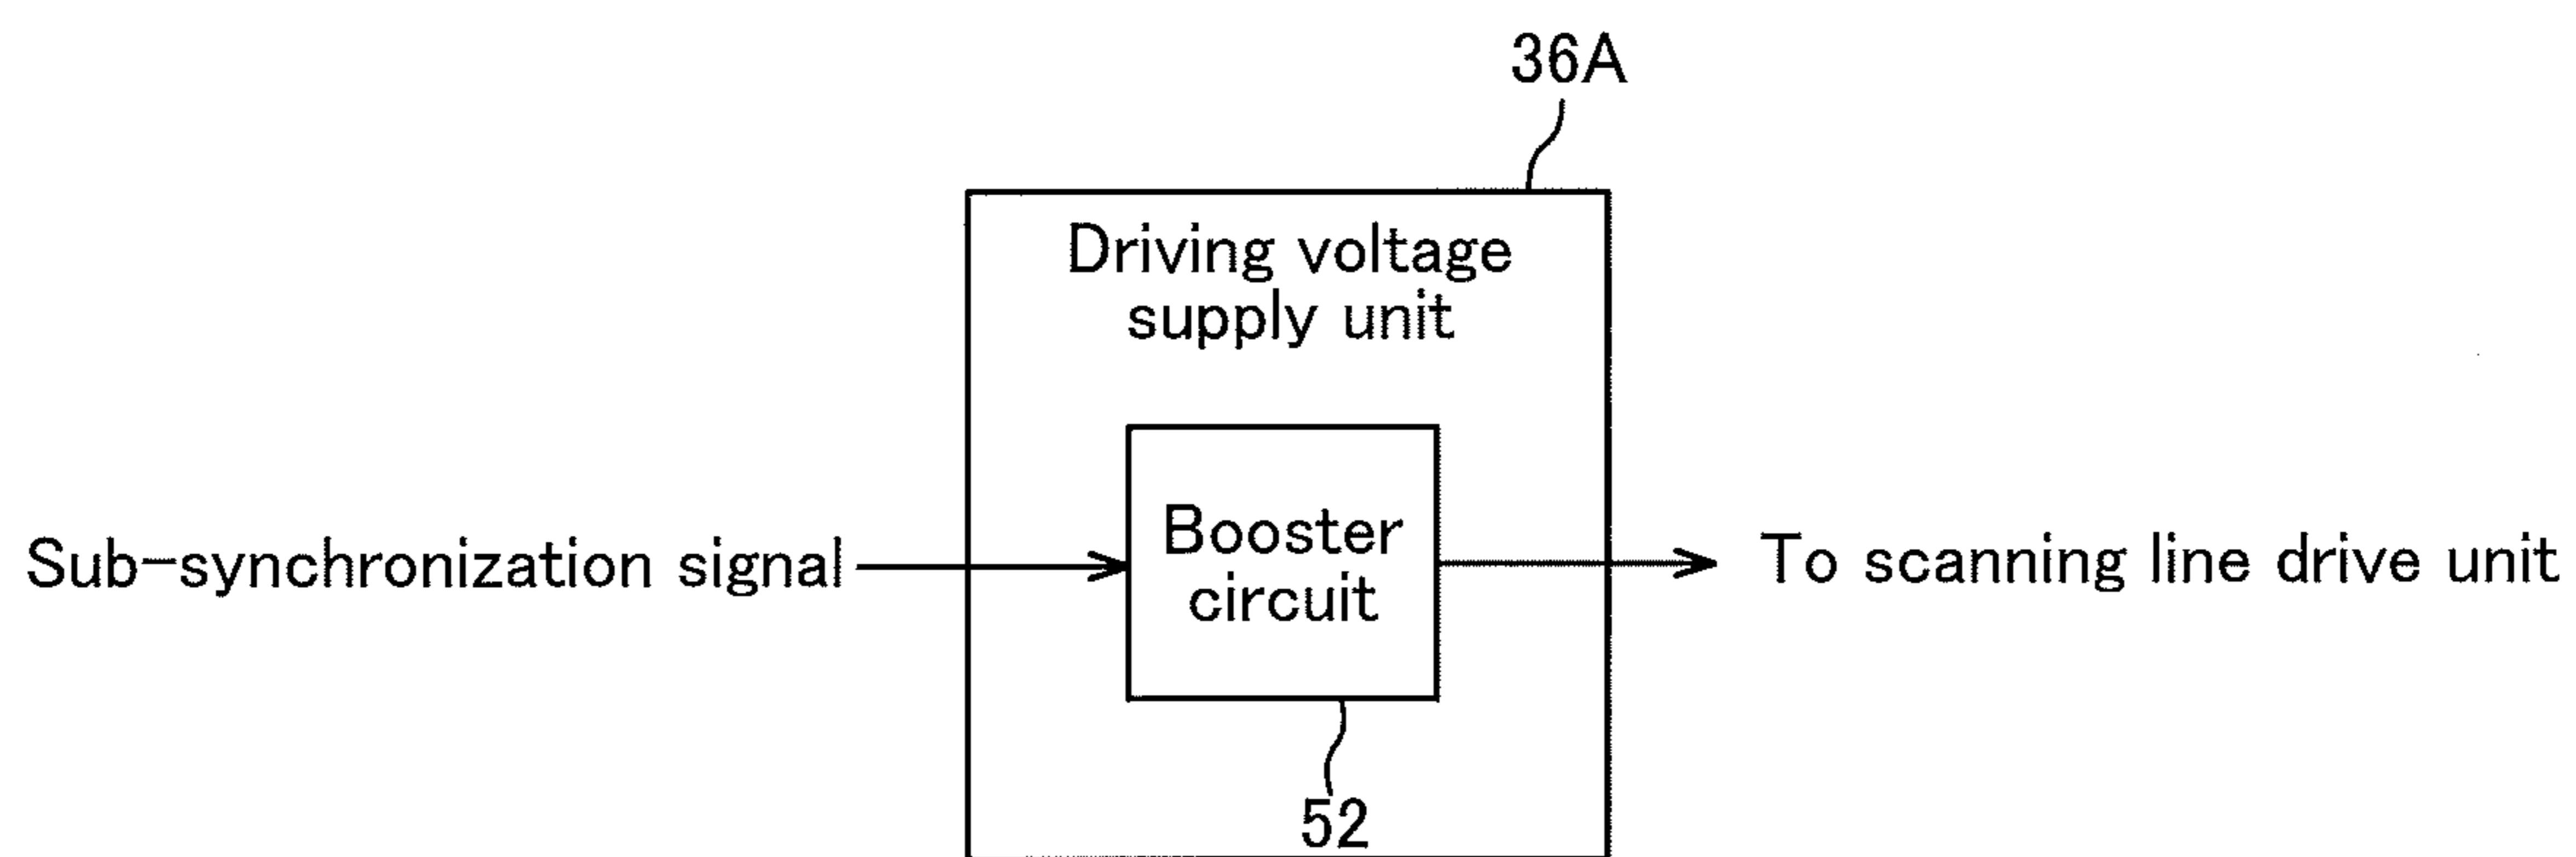 36A
Driving voltage
supply unit
Booster
circuit
Sub-synchronization signal
To scanning line drive unit
52